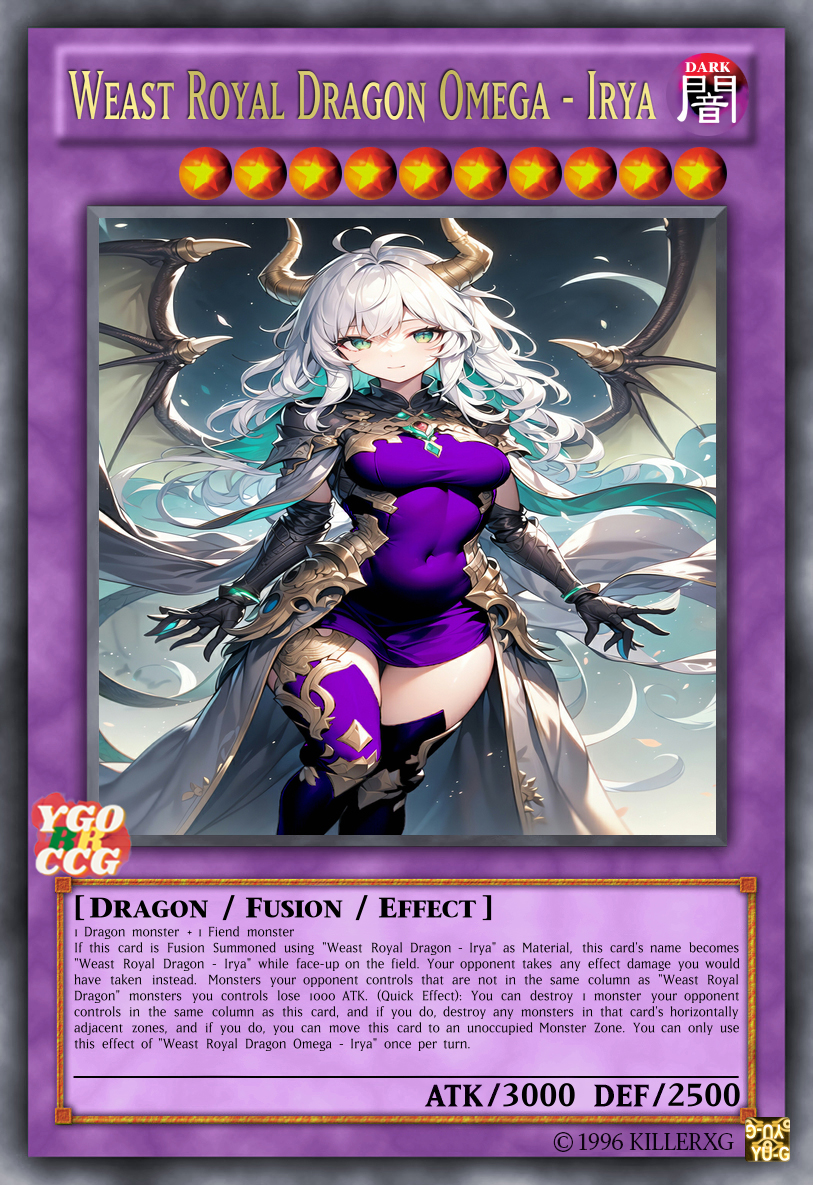 Weast Royal Dragon Omega - Irya
DARK
闇
YGO
RR
CCG
[ Dragon / Fusion / Effect ]
1 Dragon monster + 1 Fiend monster
If this card is Fusion Summoned using "Weast Royal Dragon - Irya" as Material, this card's name becomes
"Weast Royal Dragon - Irya" while face-up on the field. Your opponent takes any effect damage you would
have taken instead. Monsters your opponent controls that are not in the same column as "Weast Royal
Dragon" monsters you controls lose 1000 ATK. (Quick Effect): You can destroy 1 monster your opponent
controls in the same column as this card, and if you do, destroy any monsters in that card's horizontally
adjacent zones, and if you do, you can move this card to an unoccupied Monster Zone. You can only use
this effect of "Weast Royal Dragon Omega - Irya" once per turn.
ATK/3000 DEF/2500
© 1996 KILLERXG